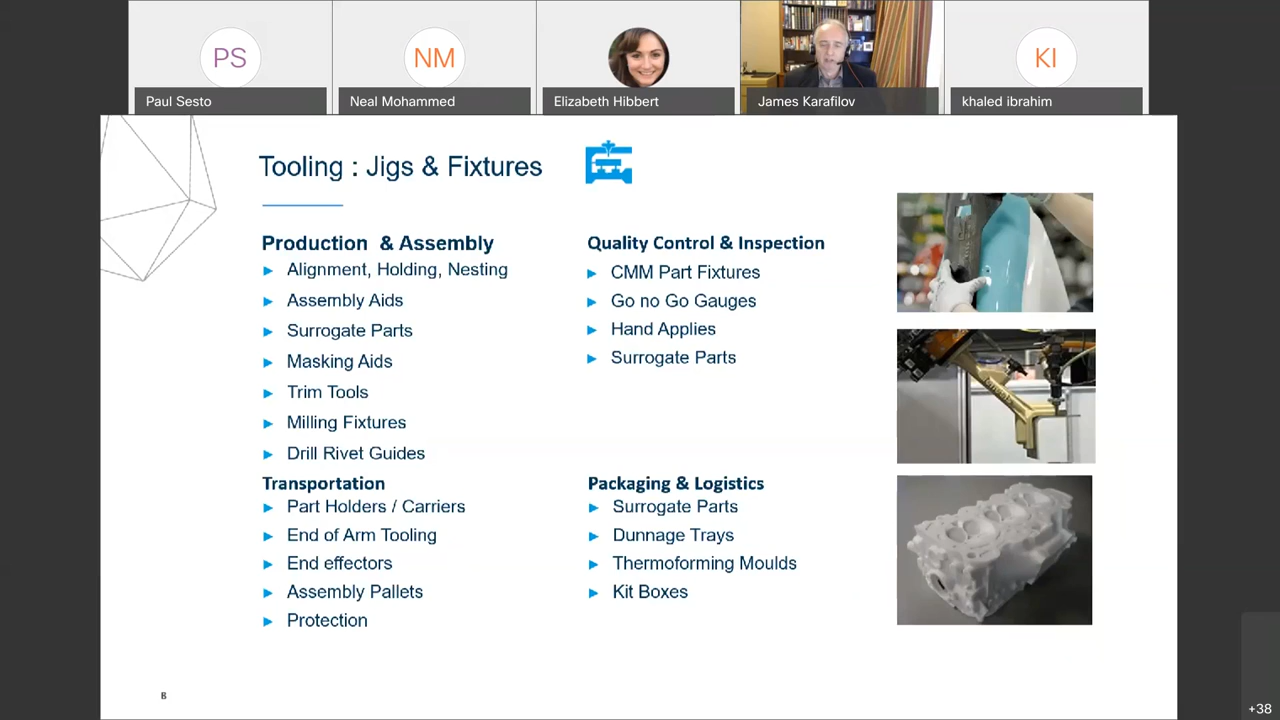 PS
NM
KI
Paul Sesto
Neal Mohammed
Elizabeth Hibbert
James Karafilov
khaled ibrahim
Tooling : Jigs & Fixtures
Production & Assembly
Alignment, Holding, Nesting
Assembly Aids
Surrogate Parts
Masking Aids
Trim Tools
Milling Fixtures
Drill Rivet Guides
Quality Control & Inspection
CMM Part Fixtures
Go no Go Gauges
Hand Applies
Surrogate Parts
Transportation
Part Holders / Carriers
End of Arm Tooling
End effectors
Assembly Pallets
Protection
Packaging & Logistics
Surrogate Parts
Dunnage Trays
Thermoforming Moulds
Kit Boxes
+38